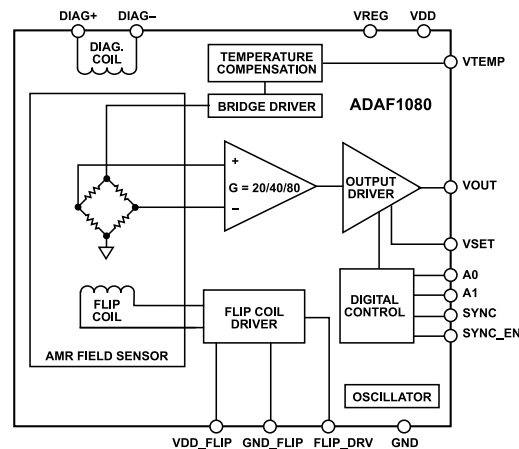 DIAG+ DIAG– VREG VDD
DIAG.
COIL
TEMPERATURE
COMPENSATION
VTEMP
BRIDGE DRIVER
ADAF1080
+
G = 20/40/80
–
OUTPUT
DRIVER
VOUT
VSET
A0
A1
SYNC
SYNC_EN
DIGITAL
CONTROL
FLIP
COIL
FLIP COIL
DRIVER
AMR FIELD SENSOR
OSCILLATOR
VDD_FLIP GND_FLIP FLIP_DRV GND